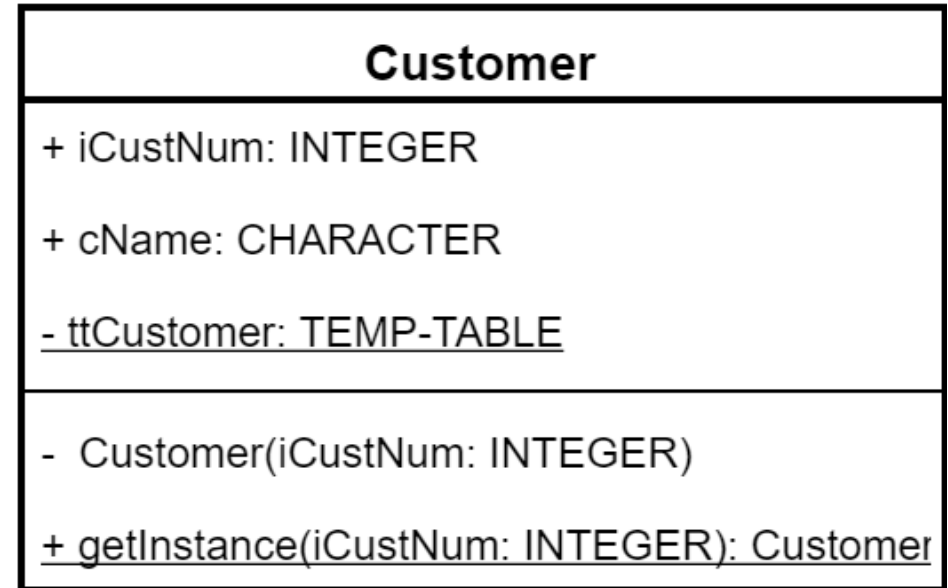 Customer
+ iCustNum: INTEGER
+ cName: CHARACTER
- ttCustomer: TEMP-TABLE
- Customer(iCustNum: INTEGER)
+ getInstance(iCustNum: INTEGER): Customer